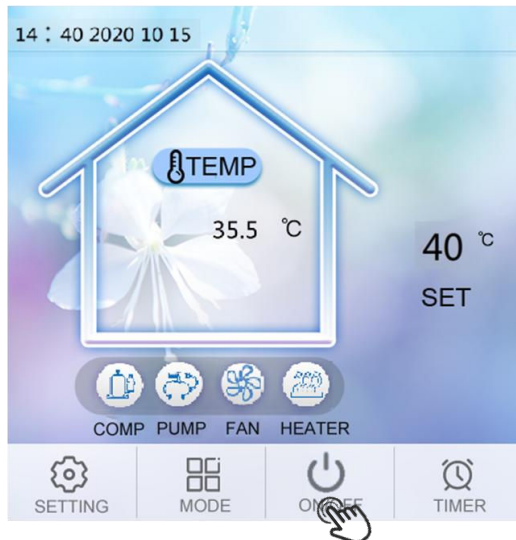 14：40 2020 10 15
TEMP
35.5 ℃
40 ℃
SET
COMP PUMP FAN HEATER
SETTING MODE ON/OFF TIMER